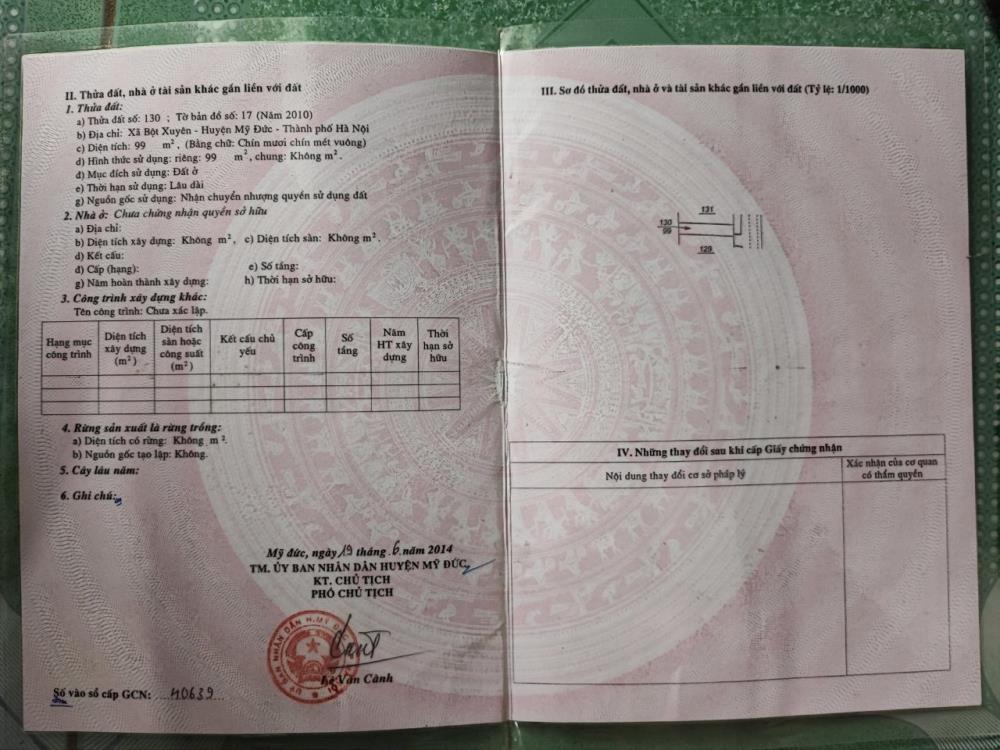 II. Thửa đất, nhà ở tài sản khác gắn liền với đất
1. Thửa đất:
a) Thửa đất số: 130 ; Tờ bản đồ số: 17 (Năm 2010)
b) Địa chỉ: Xã Bột Xuyên - Huyện Mỹ Đức - Thành phố Hà Nội
c) Diện tích: 99 m², (Bằng chữ: Chín mươi chín mét vuông)
d) Hình thức sử dụng: riêng: 99 m², chung: Không m².
đ) Mục đích sử dụng: Đất ở
e) Thời hạn sử dụng: Lâu dài
g) Nguồn gốc sử dụng: Nhận chuyển nhượng quyền sử dụng đất
2. Nhà ở: Chưa chứng nhận quyền sở hữu
a) Địa chỉ:
b) Diện tích xây dựng: Không m², c) Diện tích sàn: Không m².
d) Kết cấu:
đ) Cấp (hạng): e) Số tầng:
g) Năm hoàn thành xây dựng: h) Thời hạn sở hữu:
3. Công trình xây dựng khác:
Tên công trình: Chưa xác lập.
Hạng mục công trình
Diện tích xây dựng (m²)
Diện tích sàn hoặc công suất (m²)
Kết cấu chủ yếu
Cấp công trình
Số tầng
Năm HT xây dựng
Thời hạn sở hữu
4. Rừng sản xuất là rừng trồng:
a) Diện tích có rừng: Không m².
b) Nguồn gốc tạo lập: Không.
5. Cây lâu năm:
6. Ghi chú:
Mỹ đức, ngày 19 tháng 6 năm 2014
TM. ỦY BAN NHÂN DÂN HUYỆN MỸ ĐỨC
KT. CHỦ TỊCH
PHÓ CHỦ TỊCH
Lê Văn Cảnh
Số vào sổ cấp GCN: H0639
III. Sơ đồ thửa đất, nhà ở và tài sản khác gắn liền với đất (Tỷ lệ: 1/1000)
131
130
99
129
IV. Những thay đổi sau khi cấp Giấy chứng nhận
Nội dung thay đổi cơ sở pháp lý
Xác nhận của cơ quan có thẩm quyền